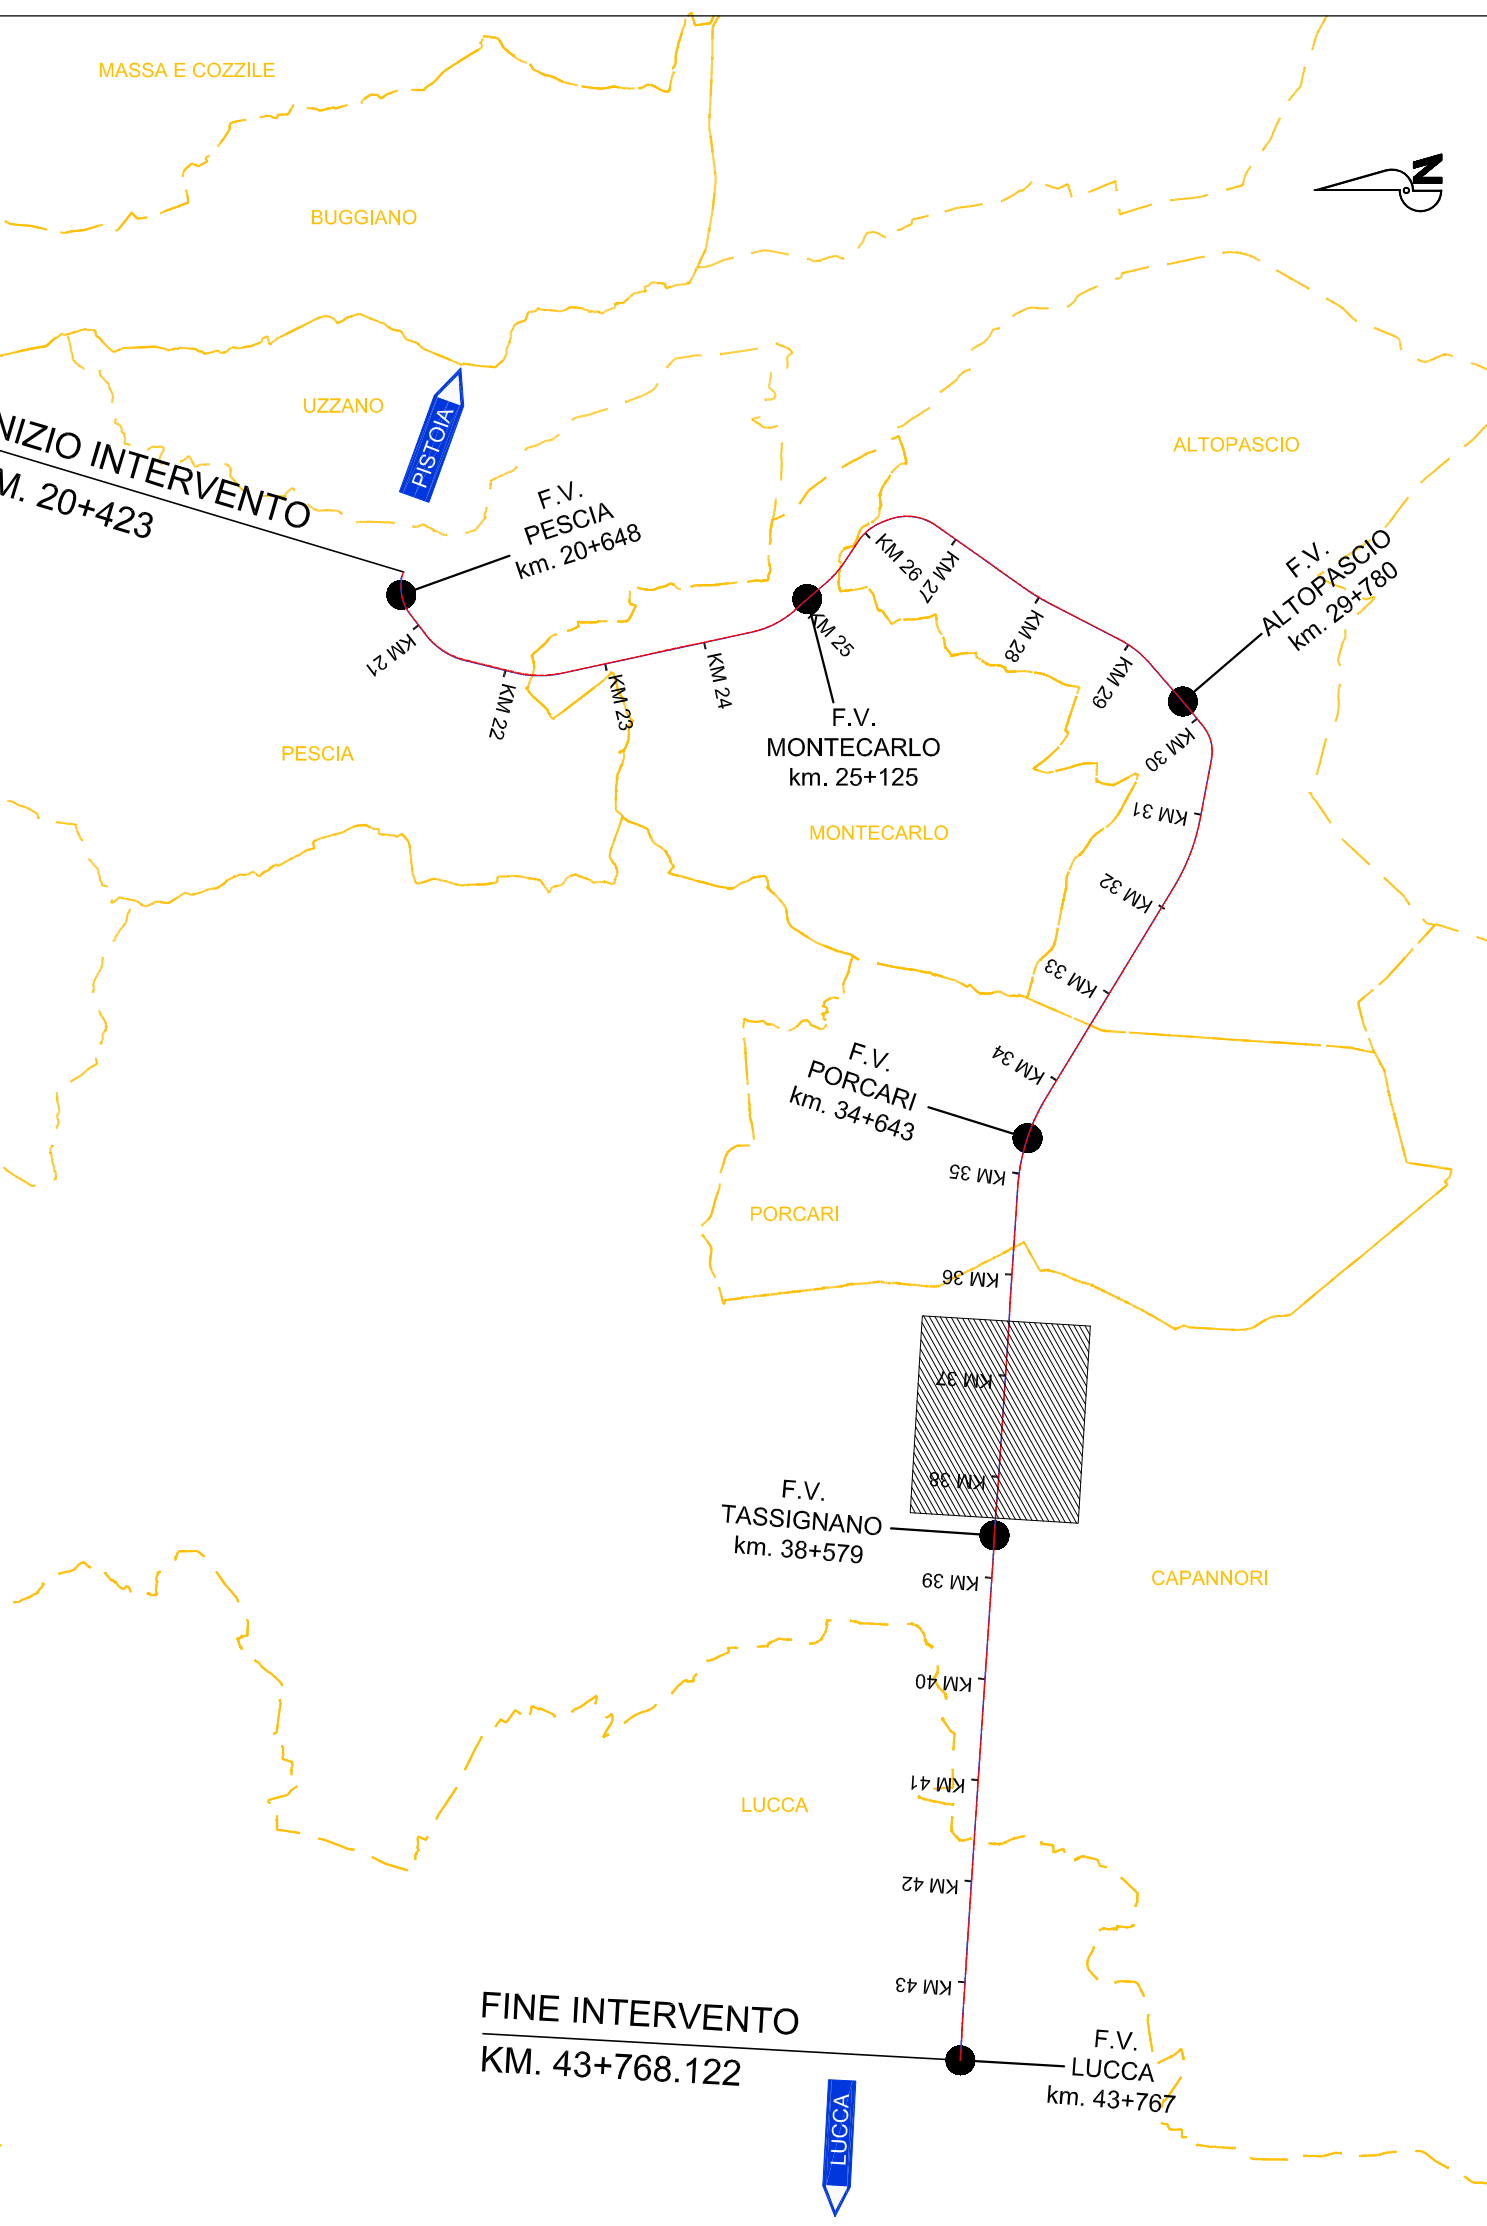 MASSA E COZZILE
BUGGIANO
UZZANO
ALTOPASCIO
NIZIO INTERVENTO
M. 20+423
PISTOIA
F.V.
PESCIA
km. 20+648
F.V.
ALTOPASCIO
km. 29+780
KM 21
KM 22
KM 23
KM 24
KM 25
KM 26
KM 27
KM 28
KM 29
KM 30
KM 31
KM 32
KM 33
KM 34
F.V.
MONTECARLO
km. 25+125
PESCIA
MONTECARLO
F.V.
PORCARI
km. 34+643
KM 35
PORCARI
KM 36
KM 37
KM 38
F.V.
TASSIGNANO
km. 38+579
KM 39
CAPANNORI
KM 40
KM 41
LUCCA
KM 42
KM 43
FINE INTERVENTO
KM. 43+768.122
F.V.
LUCCA
km. 43+767
LUCCA
N